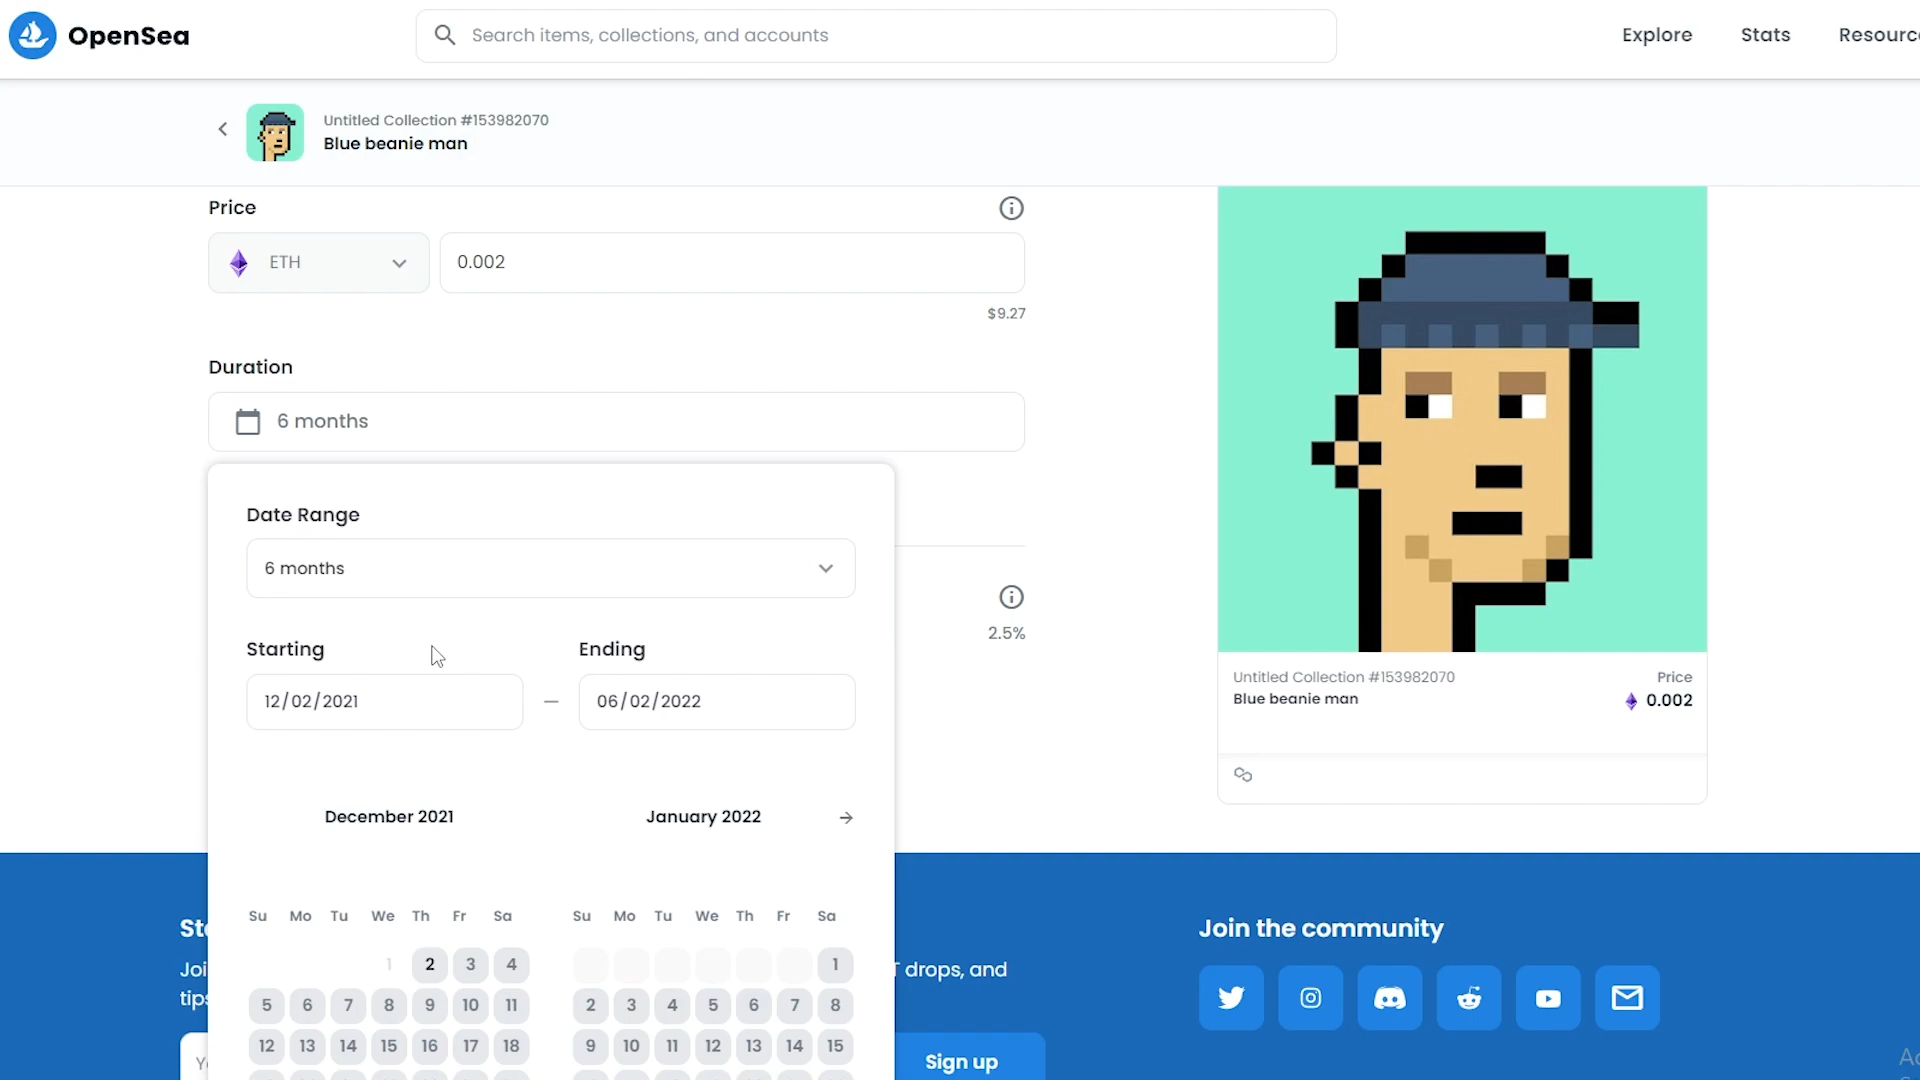 OpenSea
Search items, collections, and accounts
Explore
Stats
Untitled Collection #153982070
Blue beanie man
Price
ETH
0.002
$9.27
Duration
6 months
Date Range
6 months
Starting
Ending
12/02/2021
—
06/02/2022
2.5%
Untitled Collection #153982070
Price
Blue beanie man
0.002
December 2021
January 2022
Su Mo Tu We Th Fr Sa
Su Mo Tu We Th Fr Sa
1 2 3 4
1
5 6 7 8 9 10 11
2 3 4 5 6 7 8
12 13 14 15 16 17 18
9 10 11 12 13 14 15
drops, and
Sign up
Join the community